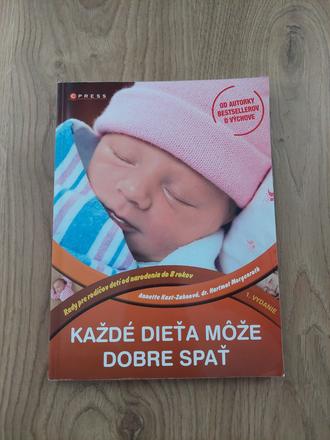 CPRESS
OD AUTORKY
BESTSELLEROV
O VÝCHOVE
Rady pre rodičov detí od narodenia do 8 rokov
Annette Kast-Zahnová, dr. Hartmut Morgenroth
1. VYDANIE
KAŽDÉ DIEŤA MÔŽE
DOBRE SPAŤ